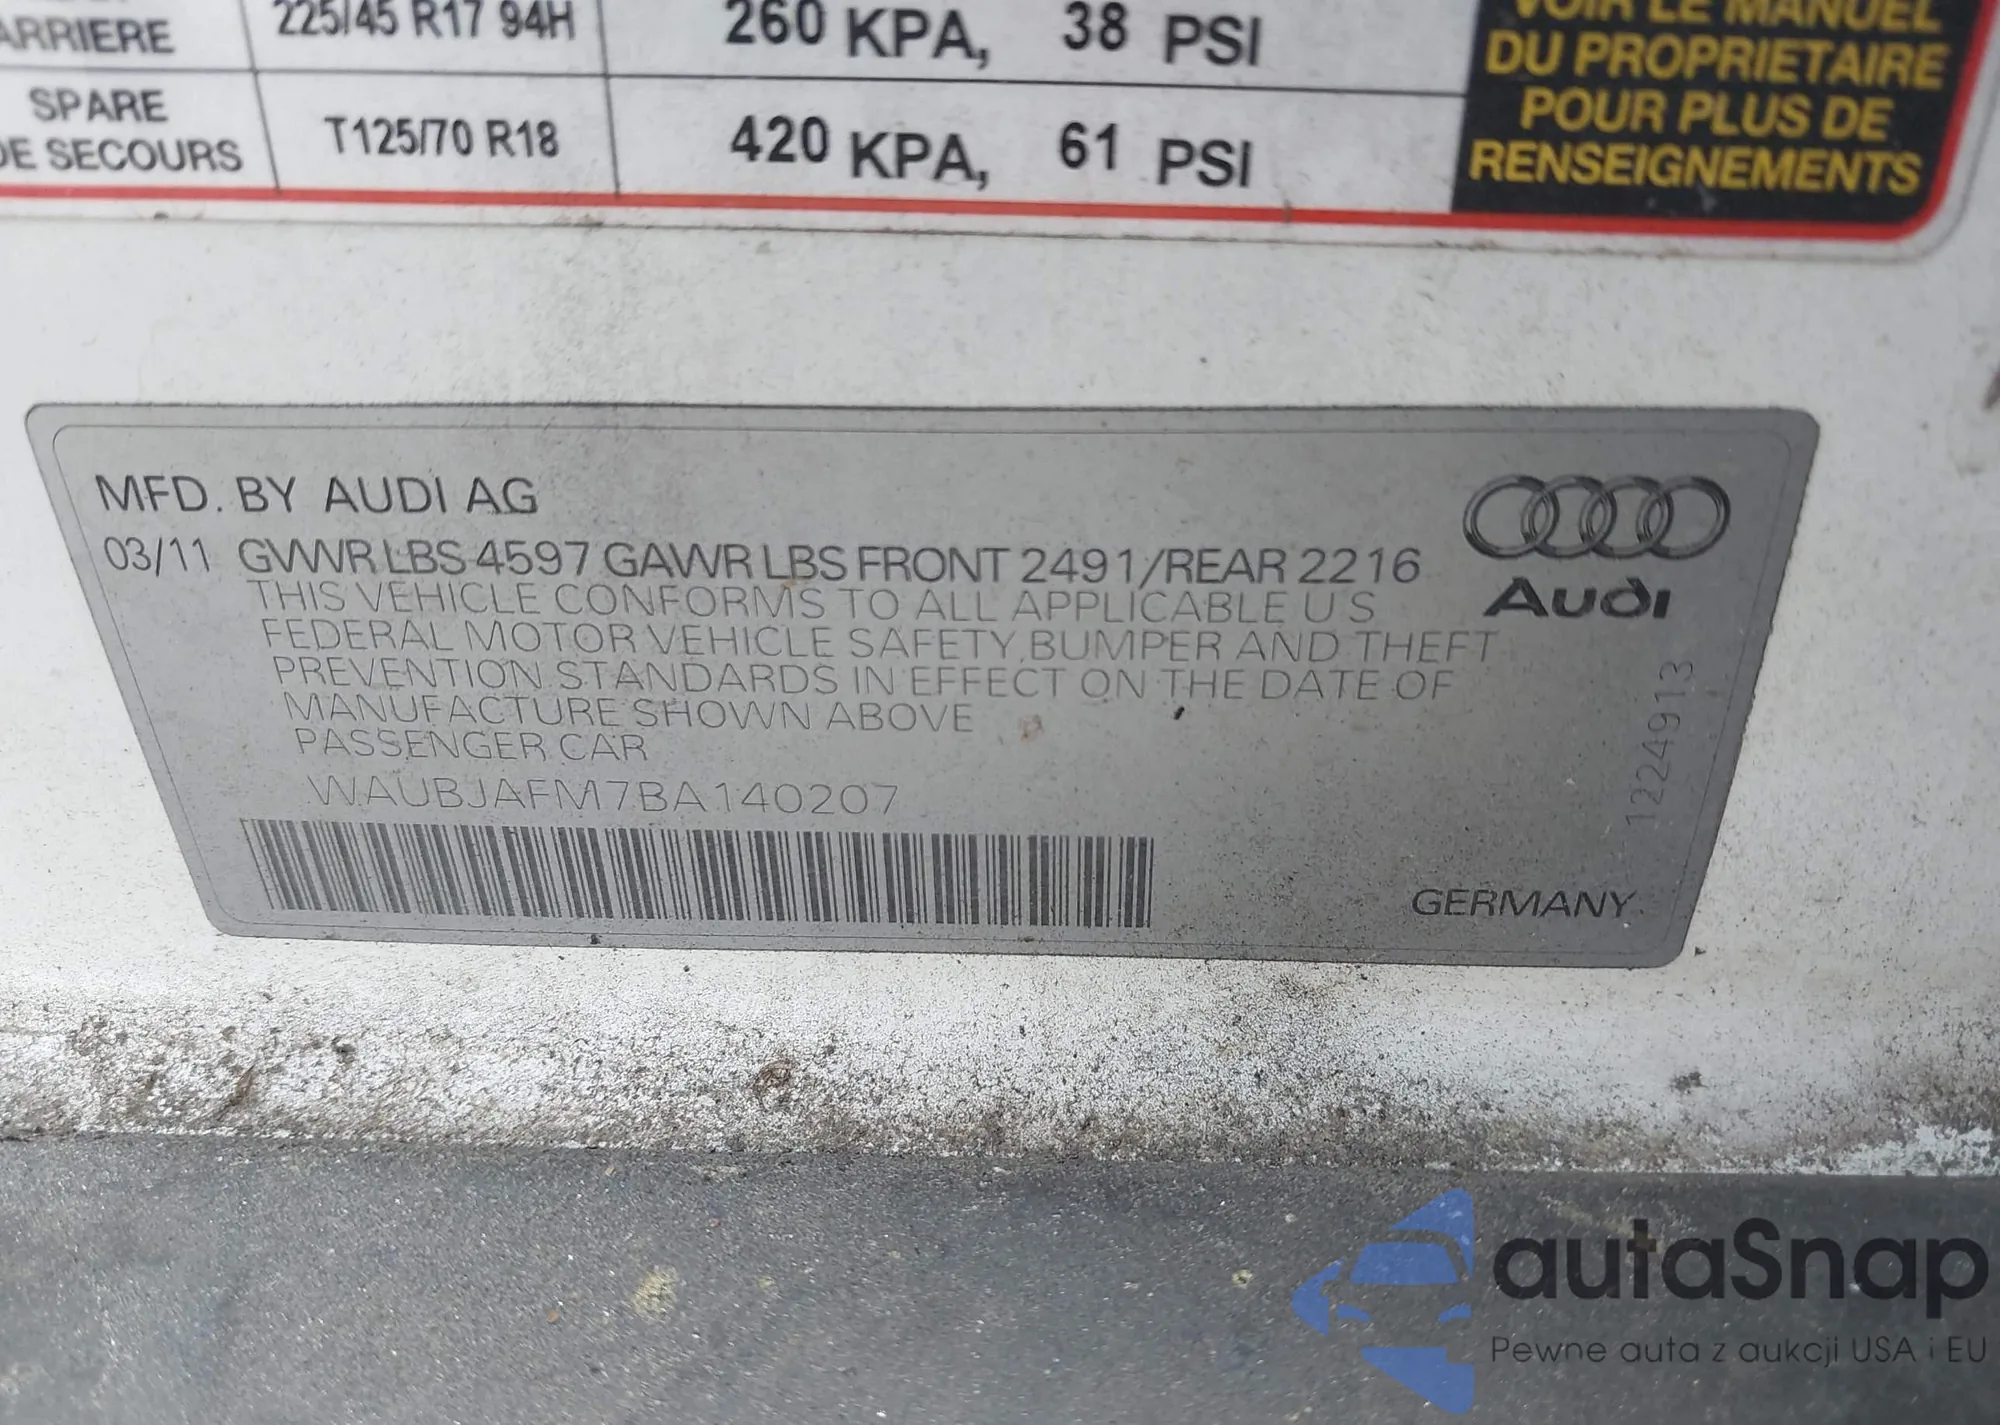 ARRIERE 225/45 R17 94H 260 KPA, 38 PSI
SPARE
DE SECOURS T125/70 R18 420 KPA, 61 PSI
VOIR LE MANUEL
DU PROPRIETAIRE
POUR PLUS DE
RENSEIGNEMENTS
MFD. BY AUDI AG
03/11 GVWR LBS 4597 GAWR LBS FRONT 2491/REAR 2216
THIS VEHICLE CONFORMS TO ALL APPLICABLE U S
FEDERAL MOTOR VEHICLE SAFETY, BUMPER AND THEFT
PREVENTION STANDARDS IN EFFECT ON THE DATE OF
MANUFACTURE SHOWN ABOVE
PASSENGER CAR
WAUBJAFM7BA140207
Audi
1224913
GERMANY
autaSnap
Pewne auta z aukcji USA i EU